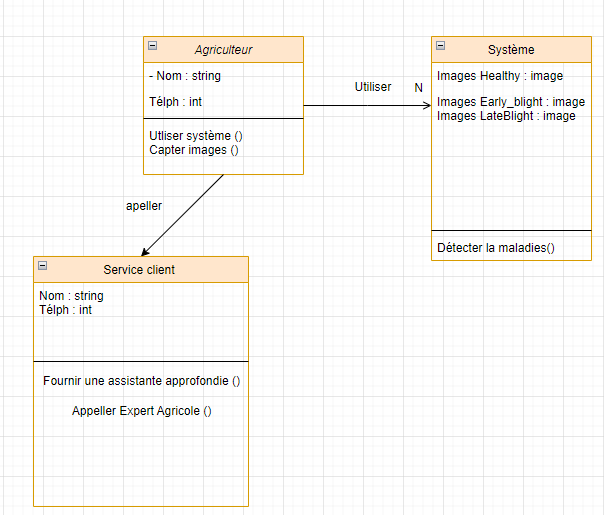 Agriculteur
- Nom : string
Télph : int
Utliser système ()
Capter images ()
Utiliser
N
Système
Images Healthy : image
Images Early_blight : image
Images LateBlight : image
Détecter la maladies()
apeller
Service client
Nom : string
Télph : int
Fournir une assistante approfondie ()
Appeller Expert Agricole ()